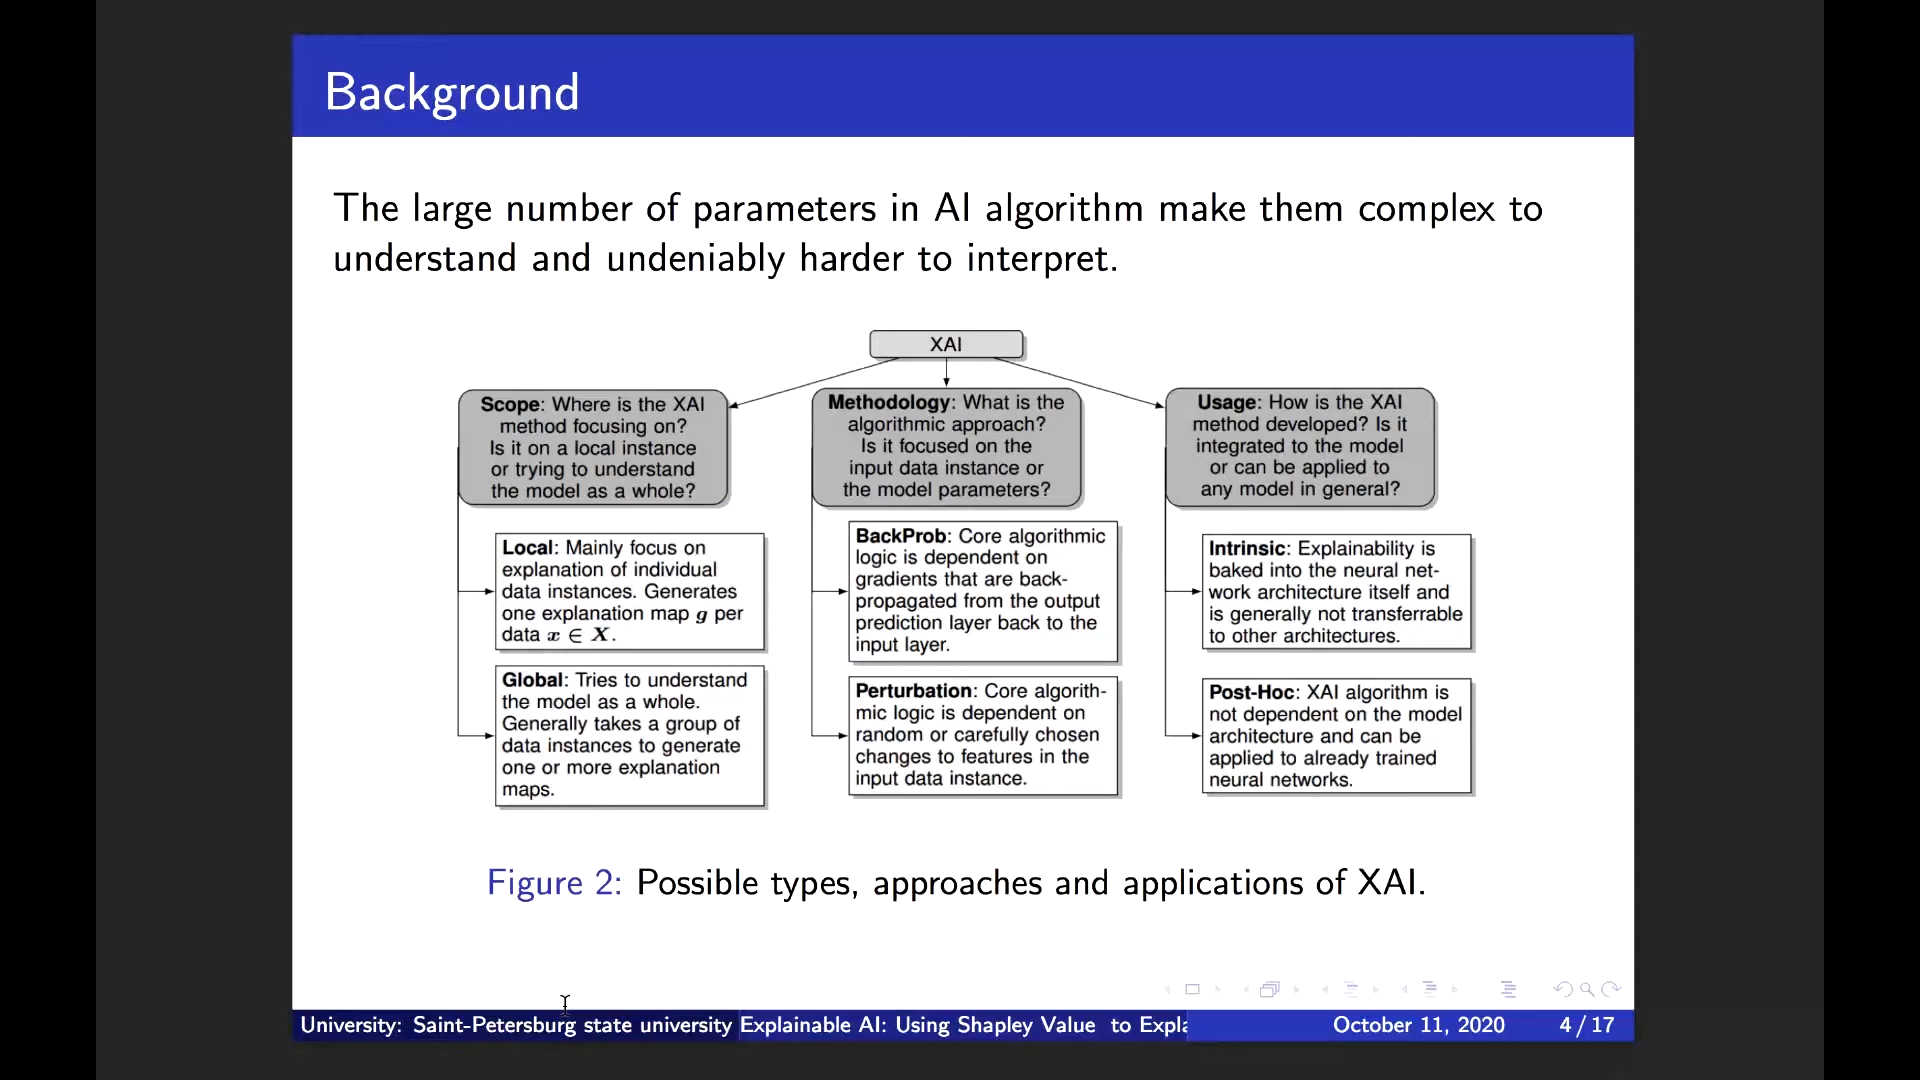 Background
The large number of parameters in AI algorithm make them complex to
understand and undeniably harder to interpret.
XAI
Scope: Where is the XAI
method focusing on?
Is it on a local instance
or trying to understand
the model as a whole?
Local: Mainly focus on
explanation of individual
data instances. Generates
one explanation map g per
data x ∈ X.
Global: Tries to understand
the model as a whole.
Generally takes a group of
data instances to generate
one or more explanation
maps.
Methodology: What is the
algorithmic approach?
Is it focused on the
input data instance or
the model parameters?
BackProb: Core algorithmic
logic is dependent on
gradients that are back-
propagated from the output
prediction layer back to the
input layer.
Perturbation: Core algorith-
mic logic is dependent on
random or carefully chosen
changes to features in the
input data instance.
Usage: How is the XAI
method developed? Is it
integrated to the model
or can be applied to
any model in general?
Intrinsic: Explainability is
baked into the neural net-
work architecture itself and
is generally not transferrable
to other architectures.
Post-Hoc: XAI algorithm is
not dependent on the model
architecture and can be
applied to already trained
neural networks.
Figure 2: Possible types, approaches and applications of XAI.
University: Saint-Petersburg state university Explainable AI: Using Shapley Value to Expla October 11, 2020 4 / 17